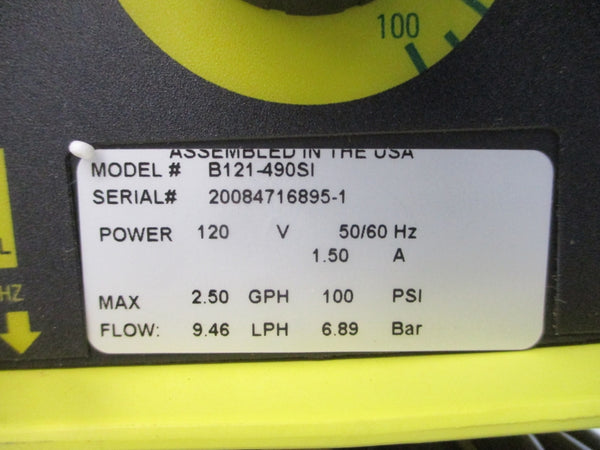 100
ASSEMBLED IN THE USA
MODEL # B121-490SI
SERIAL# 20084716895-1
POWER 120 V 50/60 Hz
1.50 A
L
HZ
MAX 2.50 GPH 100 PSI
FLOW: 9.46 LPH 6.89 Bar